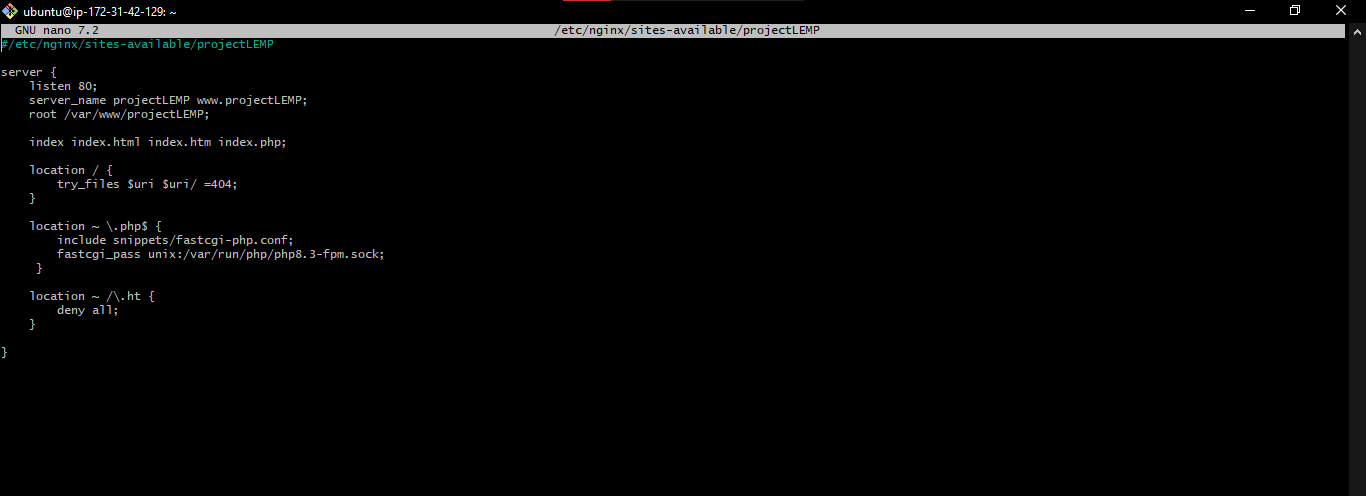 ubuntu@ip-172-31-42-129: ~
GNU nano 7.2 /etc/nginx/sites-available/projectLEMP
#/etc/nginx/sites-available/projectLEMP
server {
listen 80;
server_name projectLEMP www.projectLEMP;
root /var/www/projectLEMP;
index index.html index.htm index.php;
location / {
try_files $uri $uri/ =404;
}
location ~ \.php$ {
include snippets/fastcgi-php.conf;
fastcgi_pass unix:/var/run/php/php8.3-fpm.sock;
}
location ~ /\.ht {
deny all;
}
}